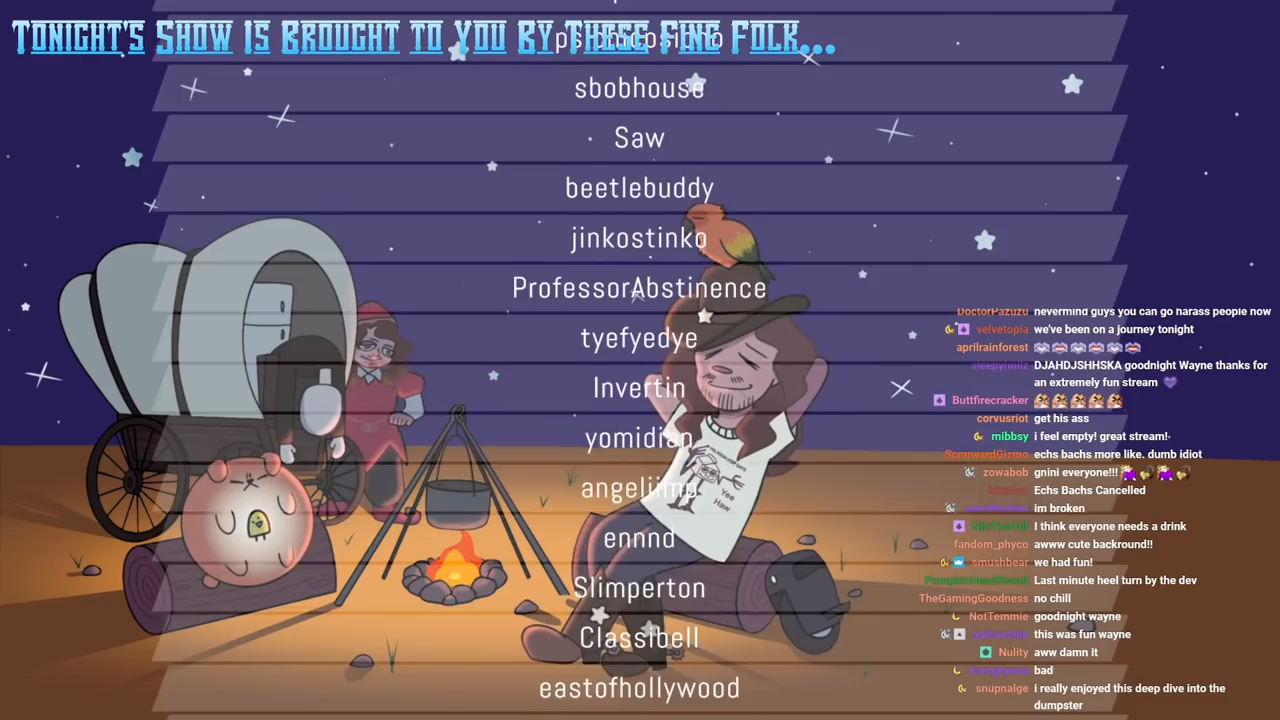 Tonight's Show Is Brought to You By These Fine Folk...
sbobhouse
Saw
beetlebuddy
jinkostinko
ProfessorAbstinence
tyefyedye
Invertin
yomidian
angeljimp
ennnd
Slimperton
Classibell
eastofhollywood
Yee
Haw
DoctorPazuzu nevermind guys you can go harass people now
velvetopia we've been on a journey tonight
aprilrainforest
sleepyhollz DJAHDJSHHSKA goodnight Wayne thanks for
an extremely fun stream
Buttfirecracker
corvusriot get his ass
mibbsy i feel empty! great stream!
ScranvardGizmo echs bachs more like. dumb idiot
zowabob gnini everyone!!!
Echs Bachs Cancelled
im broken
I think everyone needs a drink
fandom_phyco awww cute backround!!
smushbear we had fun!
Last minute heel turn by the dev
TheGamingGoodness no chill
NotTemmie goodnight wayne
this was fun wayne
Nulity aww damn it
bad
snupnalge i really enjoyed this deep dive into the
dumpster